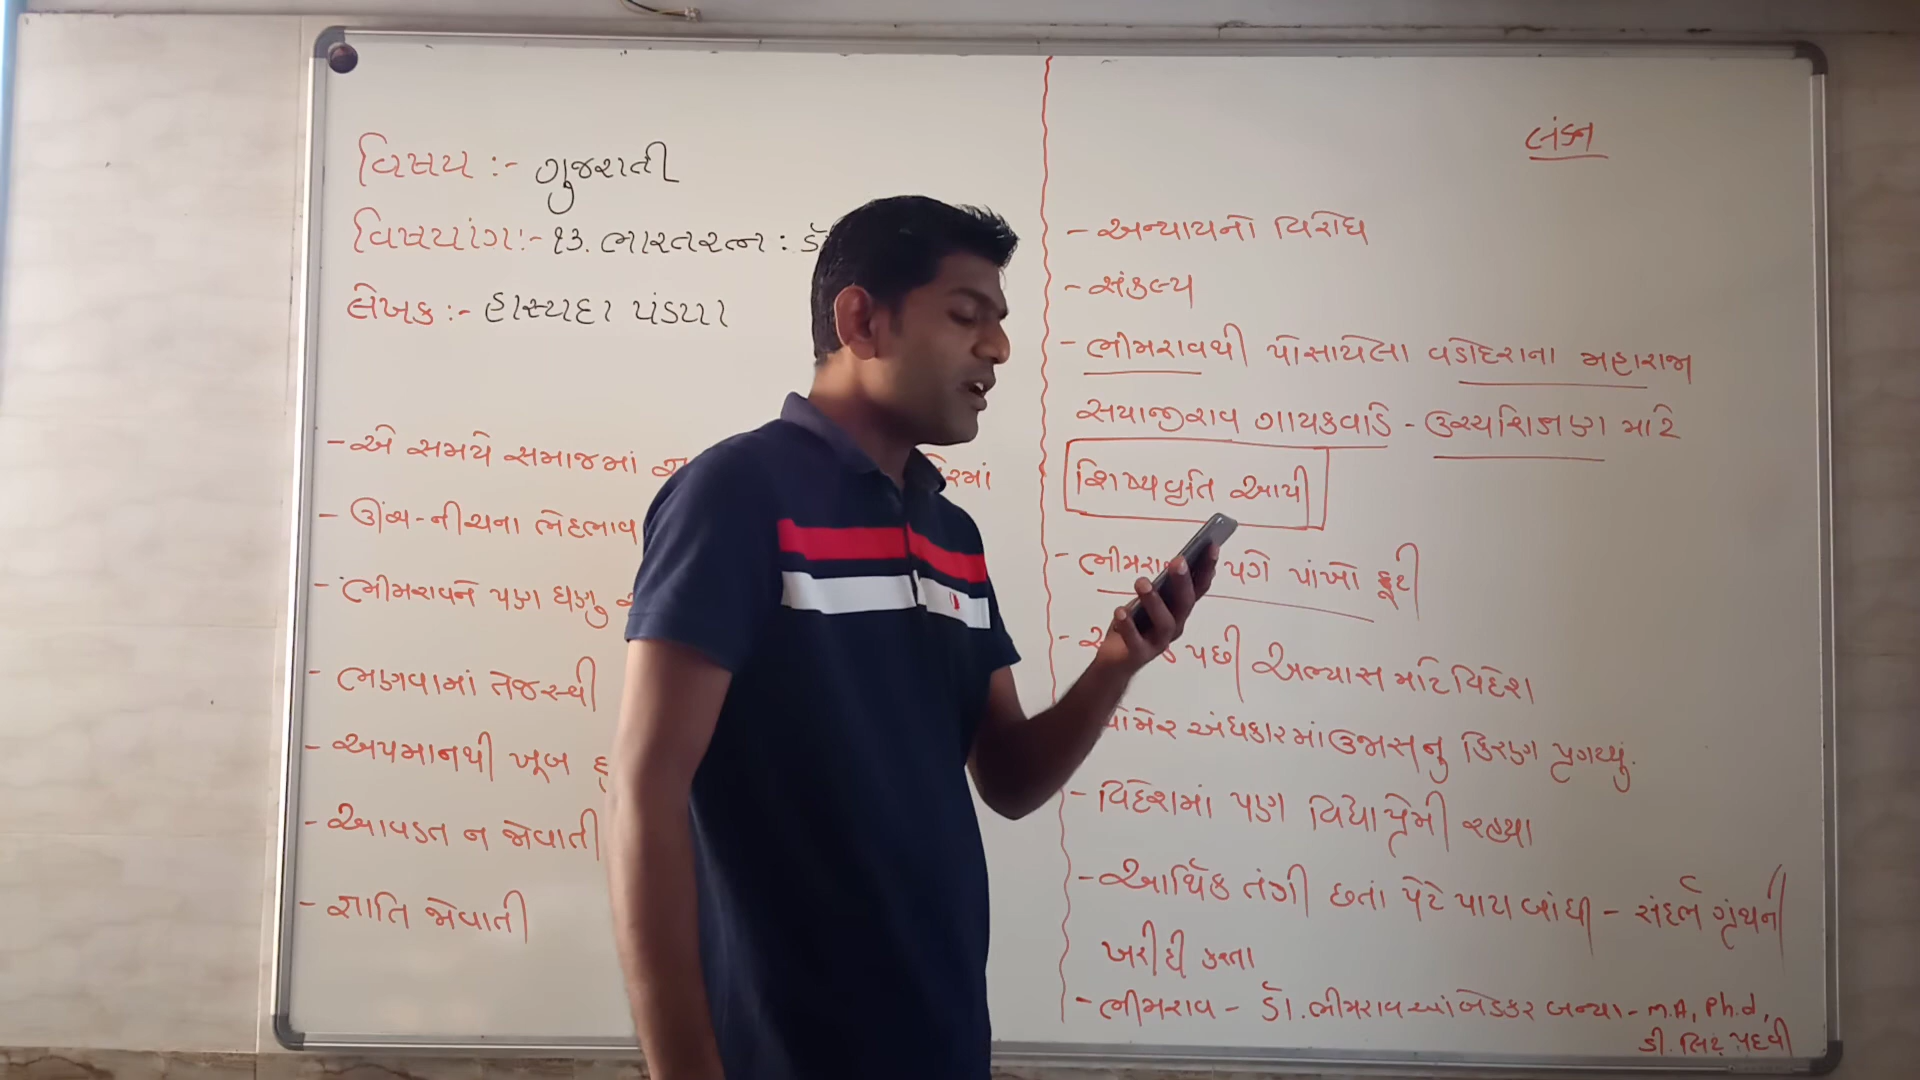 વિષય :- ગુજરાતી
વિષયાંગ:- ૧૩. ભારતરત્ન : ડૉ
લેખક :- હાસ્યદા પંડયા
- એ સમયે સમાજમાં
- ઊંચ-નીચના ભેદભાવ
- ભીમરાવને પણ ઘણુ
- ભણવામાં તેજસ્વી
- અપમાનથી ખૂબ
- આવડત ન જોવાતી
- જ્ઞાતિ જોવાતી
લંડન
- અન્યાયનો વિરોધ
- સંકલ્પ
- ભીમરાવથી પોસાયેલા વડોદરાના મહારાજા
સયાજીરાવ ગાયકવાડે - ઉચ્ચશિક્ષણ માટે
શિષ્યવૃતિ આપી
- પગે પાંખો ફૂટી
- પછી અભ્યાસ માટે વિદેશ
અંધકારમાં ઉજાસનુ કિરણ પ્રગટ્યું.
- વિદેશમાં પણ વિદ્યાપ્રેમી રહ્યા
- આર્થિક તંગી છતાં પેટે પાટા બાંધી - સંદર્ભ ગ્રંથની
ખરીદી કરતા
- ભીમરાવ - ડૉ. ભીમરાવ આંબેડકર બન્યા - M.A, Ph.d,
ડી. લિટ્ પદવી